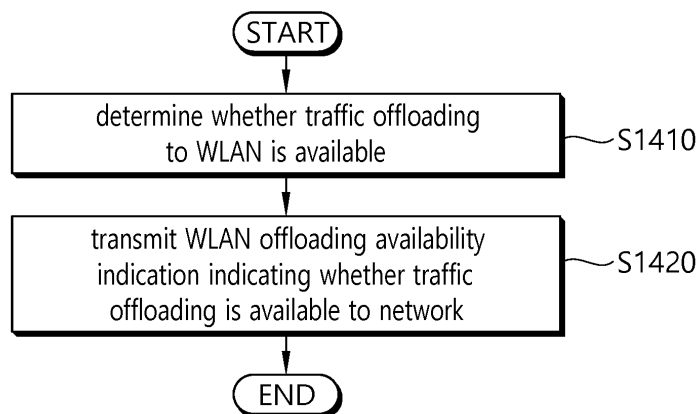 START
determine whether traffic offloading
to WLAN is available
S1410
transmit WLAN offloading availability
indication indicating whether traffic
offloading is available to network
S1420
END